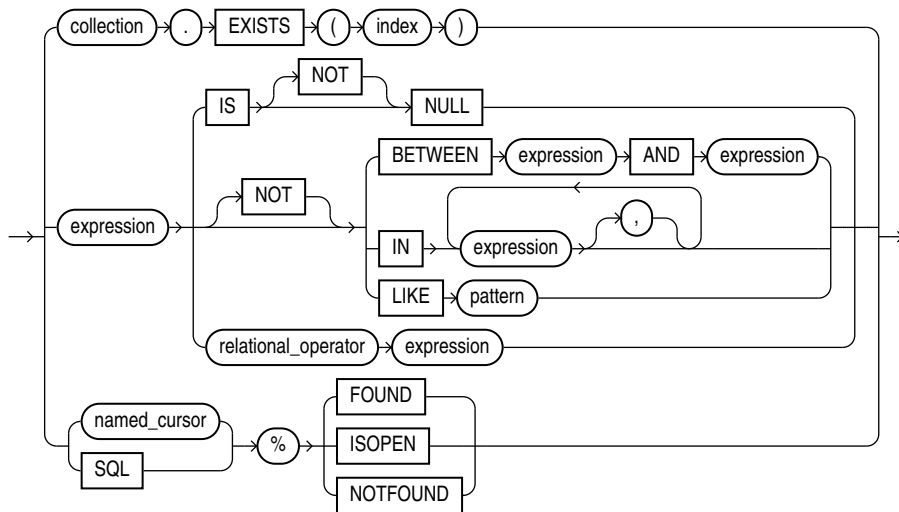 collection . EXISTS ( index )
NOT
IS NULL
BETWEEN expression AND expression
NOT
expression
,
IN expression
LIKE pattern
relational_operator expression
FOUND
named_cursor
% ISOPEN
SQL
NOTFOUND